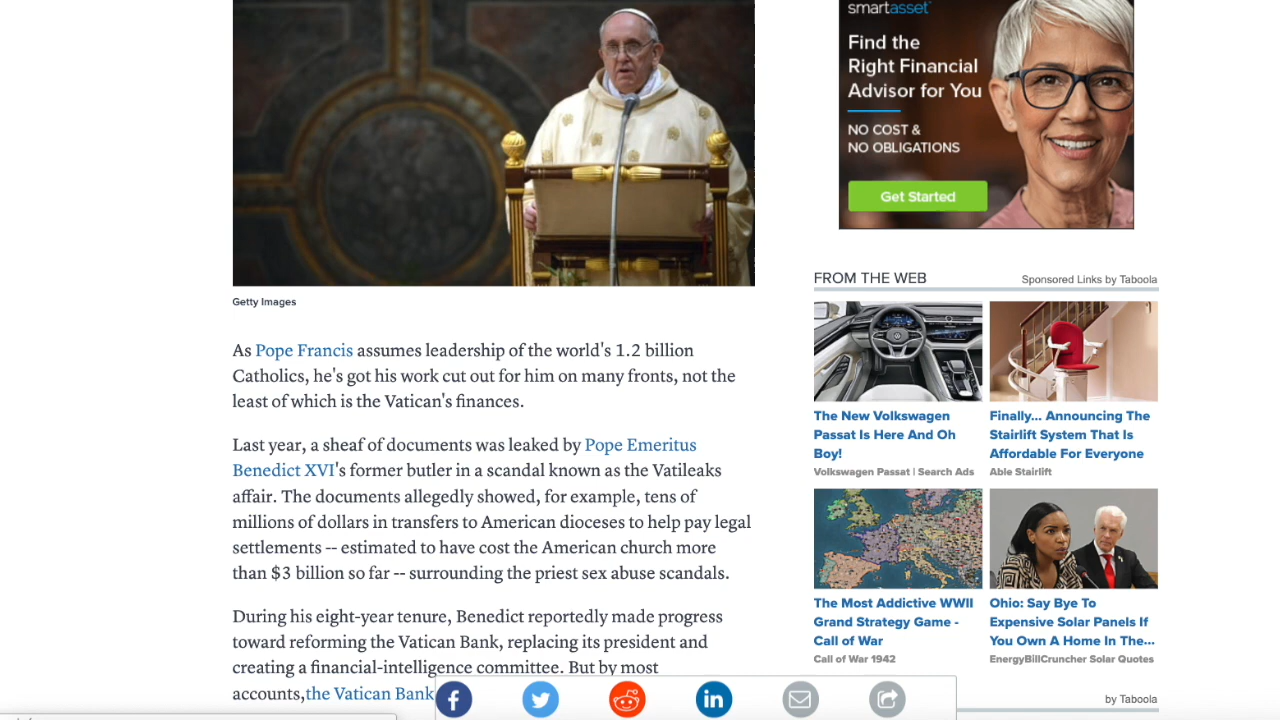 Getty Images
As Pope Francis assumes leadership of the world's 1.2 billion
Catholics, he's got his work cut out for him on many fronts, not the
least of which is the Vatican's finances.
Last year, a sheaf of documents was leaked by Pope Emeritus
Benedict XVI's former butler in a scandal known as the Vatileaks
affair. The documents allegedly showed, for example, tens of
millions of dollars in transfers to American dioceses to help pay legal
settlements -- estimated to have cost the American church more
than $3 billion so far -- surrounding the priest sex abuse scandals.
During his eight-year tenure, Benedict reportedly made progress
toward reforming the Vatican Bank, replacing its president and
creating a financial-intelligence committee. But by most
accounts,the Vatican Bank
smartasset
Find the
Right Financial
Advisor for You
NO COST &
NO OBLIGATIONS
Get Started
FROM THE WEB
Sponsored Links by Taboola
The New Volkswagen
Passat Is Here And Oh
Boy!
Volkswagen Passat | Search Ads
Finally... Announcing The
Stairlift System That Is
Affordable For Everyone
Able Stairlift
The Most Addictive WWII
Grand Strategy Game -
Call of War
Call of War 1942
Ohio: Say Bye To
Expensive Solar Panels If
You Own A Home In The...
EnergyBillCruncher Solar Quotes
by Taboola